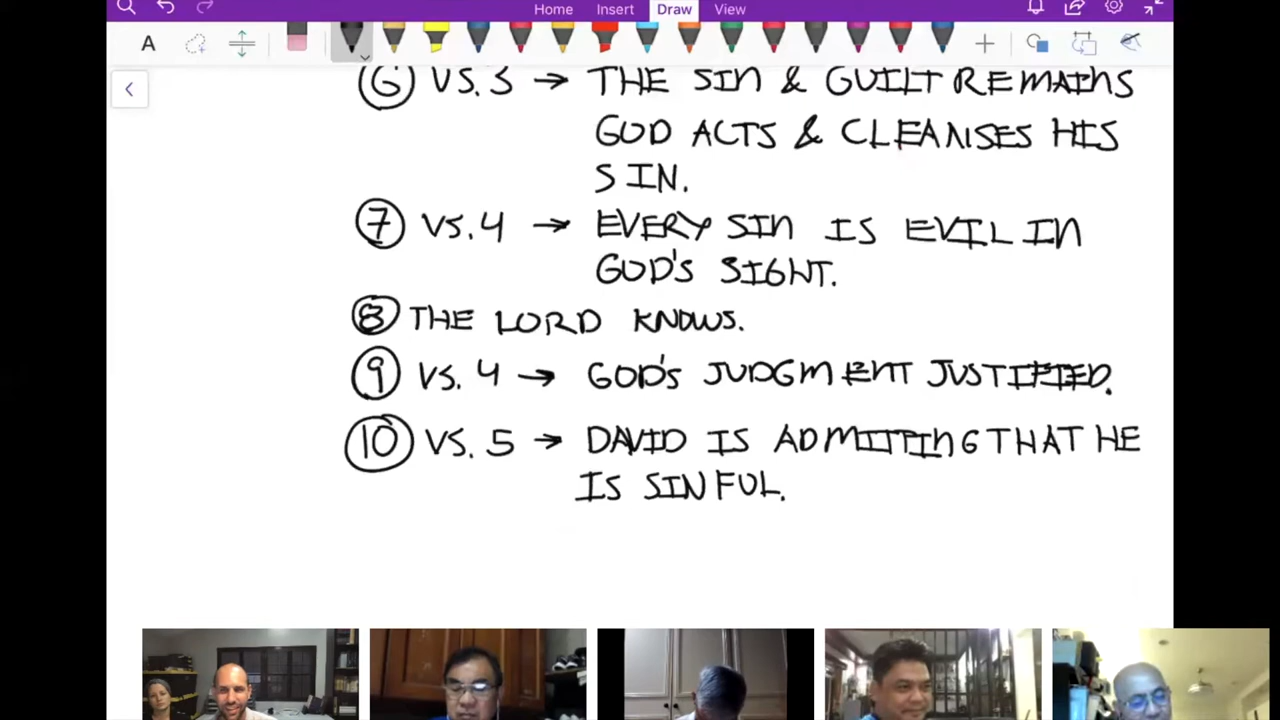 Home Insert Draw View
A
6 VS. 3 → THE SIN & GUILT REMAINS
GOD ACTS & CLEANSES HIS
SIN.
7 VS. 4 → EVERY SIN IS EVIL IN
GOD'S SIGHT.
8 THE LORD KNOWS.
9 VS. 4 → GOD'S JUDGMENT JUSTIFIED.
10 VS. 5 → DAVID IS ADMITTING THAT HE
IS SINFUL.